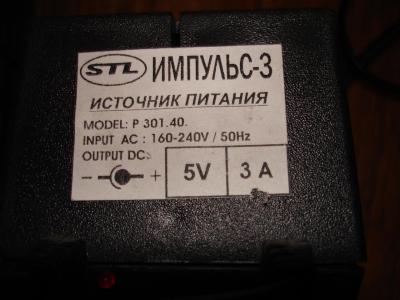 STL ИМПУЛЬС-3
ИСТОЧНИК ПИТАНИЯ
MODEL: P 301.40.
INPUT AC : 160-240V / 50Hz
OUTPUT DC:
- + 5V 3 A